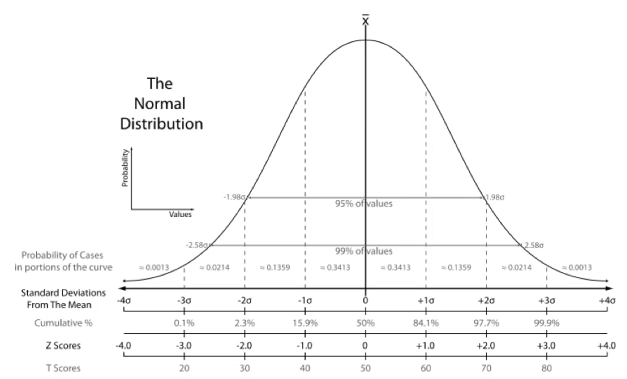 x̄
The
Normal
Distribution
Probability
Values
-1.98σ 1.98σ
95% of values
-2.58σ 2.58σ
99% of values
Probability of Cases
in portions of the curve
≈ 0.0013 ≈ 0.0214 ≈ 0.1359 ≈ 0.3413 ≈ 0.3413 ≈ 0.1359 ≈ 0.0214 ≈ 0.0013
Standard Deviations
From The Mean
-4σ -3σ -2σ -1σ 0 +1σ +2σ +3σ +4σ
Cumulative % 0.1% 2.3% 15.9% 50% 84.1% 97.7% 99.9%
Z Scores -4.0 -3.0 -2.0 -1.0 0 +1.0 +2.0 +3.0 +4.0
T Scores 20 30 40 50 60 70 80